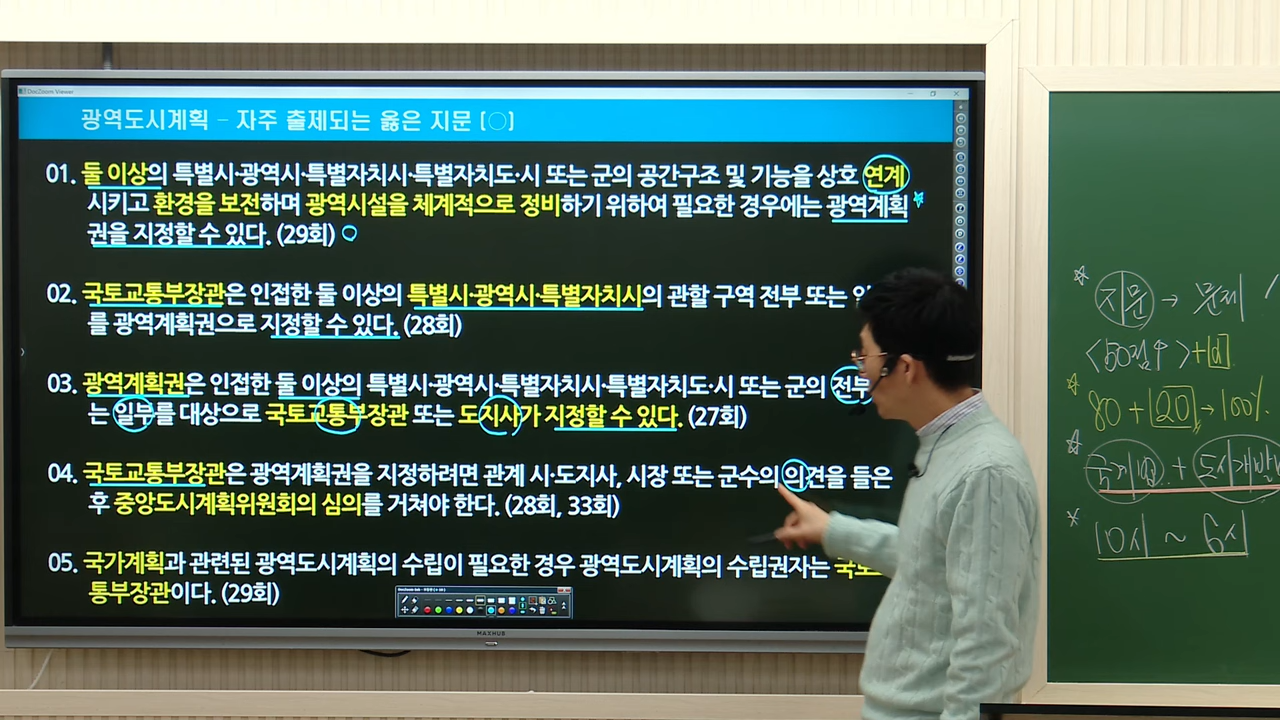 DocZoom Viewer
광역도시계획 - 자주 출제되는 옳은 지문 [○]
01. 둘 이상의 특별시·광역시·특별자치시·특별자치도·시 또는 군의 공간구조 및 기능을 상호 연계
시키고 환경을 보전하며 광역시설을 체계적으로 정비하기 위하여 필요한 경우에는 광역계획
권을 지정할 수 있다. (29회)
02. 국토교통부장관은 인접한 둘 이상의 특별시·광역시·특별자치시의 관할 구역 전부 또는
를 광역계획권으로 지정할 수 있다. (28회)
03. 광역계획권은 인접한 둘 이상의 특별시·광역시·특별자치시·특별자치도·시 또는 군의 전부
는 일부를 대상으로 국토교통부장관 또는 도지사가 지정할 수 있다. (27회)
04. 국토교통부장관은 광역계획권을 지정하려면 관계 시·도지사, 시장 또는 군수의 의견을 들은
후 중앙도시계획위원회의 심의를 거쳐야 한다. (28회, 33회)
05. 국가계획과 관련된 광역도시계획의 수립이 필요한 경우 광역도시계획의 수립권자는 국토
통부장관이다. (29회)
MAXHUB
지문 → 문제
<50점↑>
80 + 20 → 100%.
국계법 + 도시개발
10시 ~ 6시